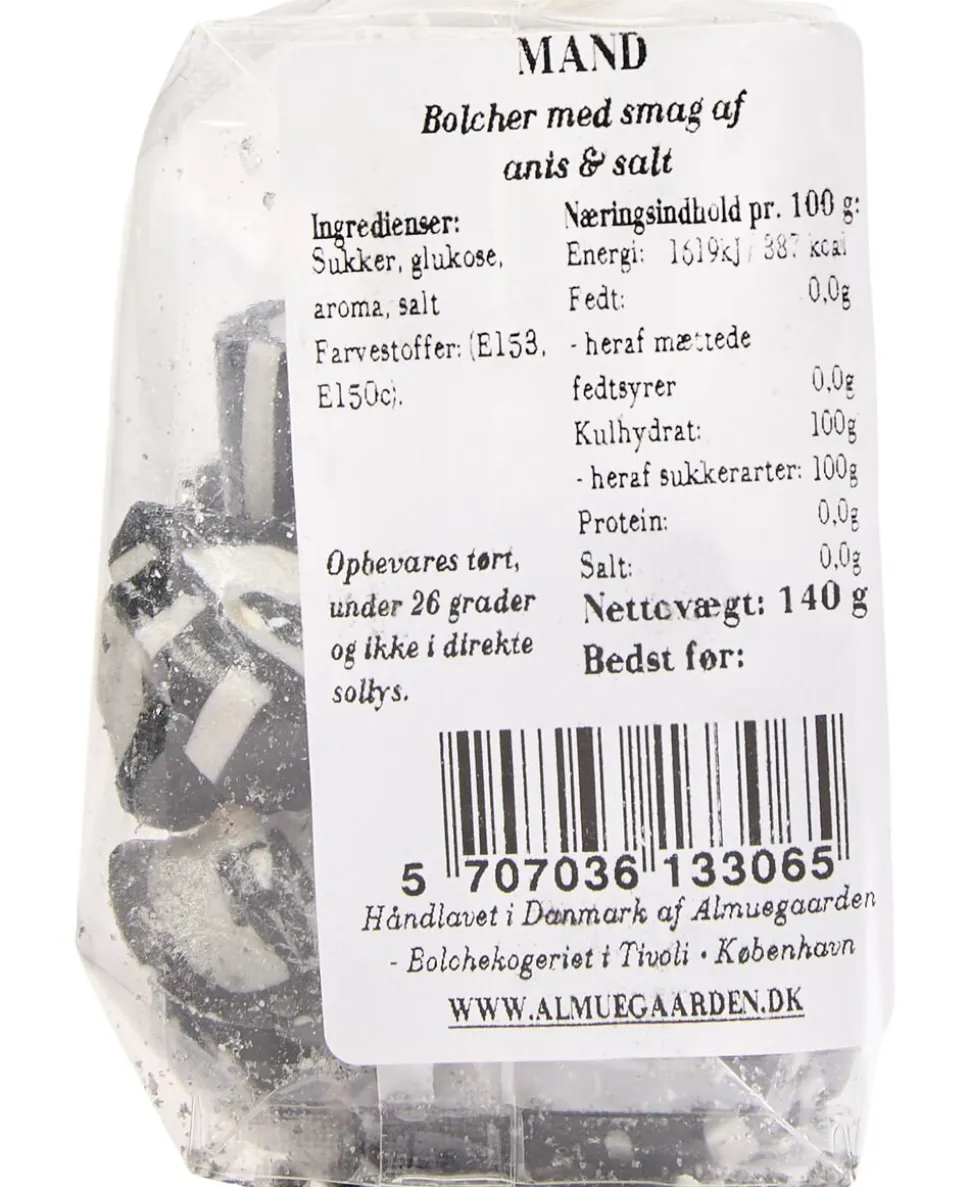 MAND
Bolcher med smag af
anis & salt
Ingredienser:
Sukker, glukose,
aroma, salt
Farvestoffer: (E153,
E150c).
Næringsindhold pr. 100 g:
Energi: 1619kJ / 387 kcal
Fedt: 0,0g
- heraf mættede
fedtsyrer 0,0g
Kulhydrat: 100g
- heraf sukkerarter: 100g
Protein: 0,0g
Salt: 0,0g
Nettovægt: 140 g
Bedst før:
Opbevares tørt,
under 26 grader
og ikke i direkte
sollys.
5 707036 133065
Håndlavet i Danmark af Almuegaarden
- Bolchekogeriet i Tivoli • København
WWW.ALMUEGAARDEN.DK